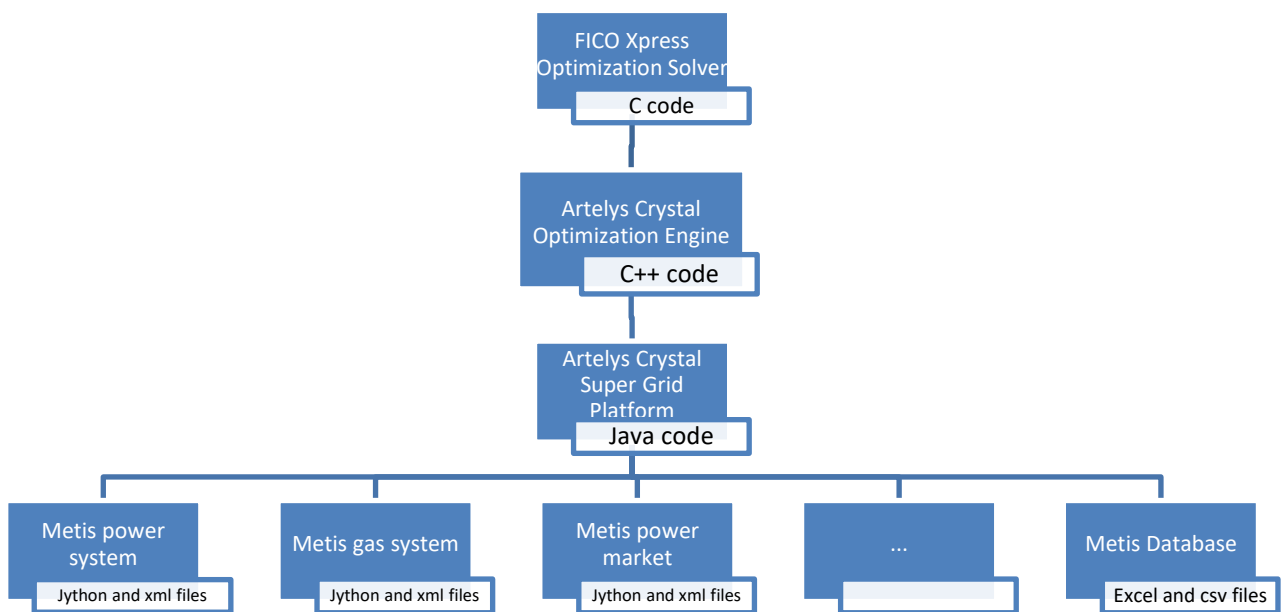 FICO Xpress
Optimization Solver
C code
Artelys Crystal
Optimization Engine
C++ code
Artelys Crystal
Super Grid
Platform
Java code
Metis power
system
Jython and xml files
Metis gas system
Jython and xml files
Metis power
market
Jython and xml files
...
Metis Database
Excel and csv files